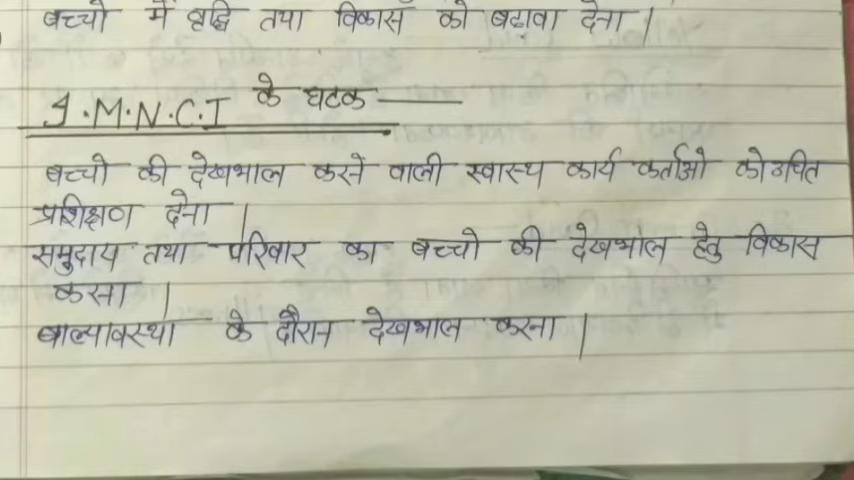 बच्चो में वृद्धि तथा विकास को बढ़ावा देना |
I.M.N.C.I के घटक —
बच्चो की देखभाल करने वाली स्वास्थ कार्य कर्ताओ को उचित
प्रशिक्षण देना |
समुदाय तथा परिवार का बच्चो की देखभाल हेतु विकास
करना |
बाल्यावस्था के दौरान देखभाल करना |